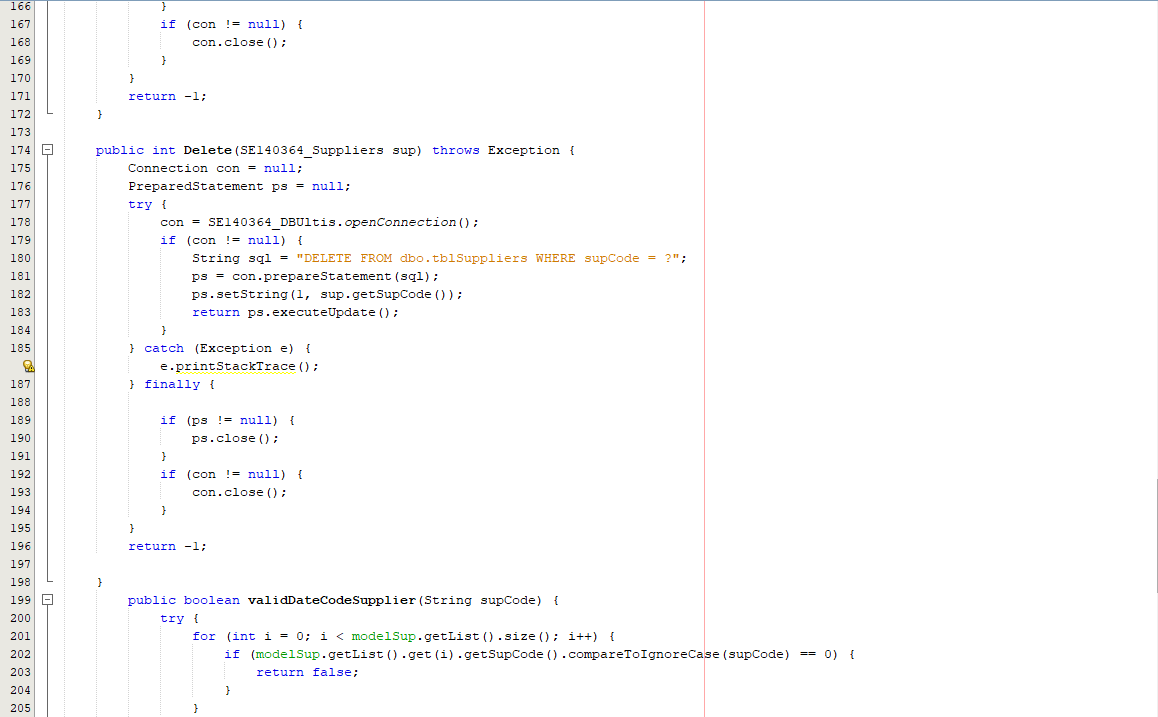 166 }
167 if (con != null) {
168 con.close();
169 }
170 }
171 return -1;
172 }
173
174 public int Delete(SE140364_Suppliers sup) throws Exception {
175 Connection con = null;
176 PreparedStatement ps = null;
177 try {
178 con = SE140364_DBUltis.openConnection();
179 if (con != null) {
180 String sql = "DELETE FROM dbo.tblSuppliers WHERE supCode = ?";
181 ps = con.prepareStatement(sql);
182 ps.setString(1, sup.getSupCode());
183 return ps.executeUpdate();
184 }
185 } catch (Exception e) {
e.printStackTrace();
187 } finally {
188
189 if (ps != null) {
190 ps.close();
191 }
192 if (con != null) {
193 con.close();
194 }
195 }
196 return -1;
197
198 }
199 public boolean validDateCodeSupplier(String supCode) {
200 try {
201 for (int i = 0; i < modelSup.getList().size(); i++) {
202 if (modelSup.getList().get(i).getSupCode().compareToIgnoreCase(supCode) == 0) {
203 return false;
204 }
205 }